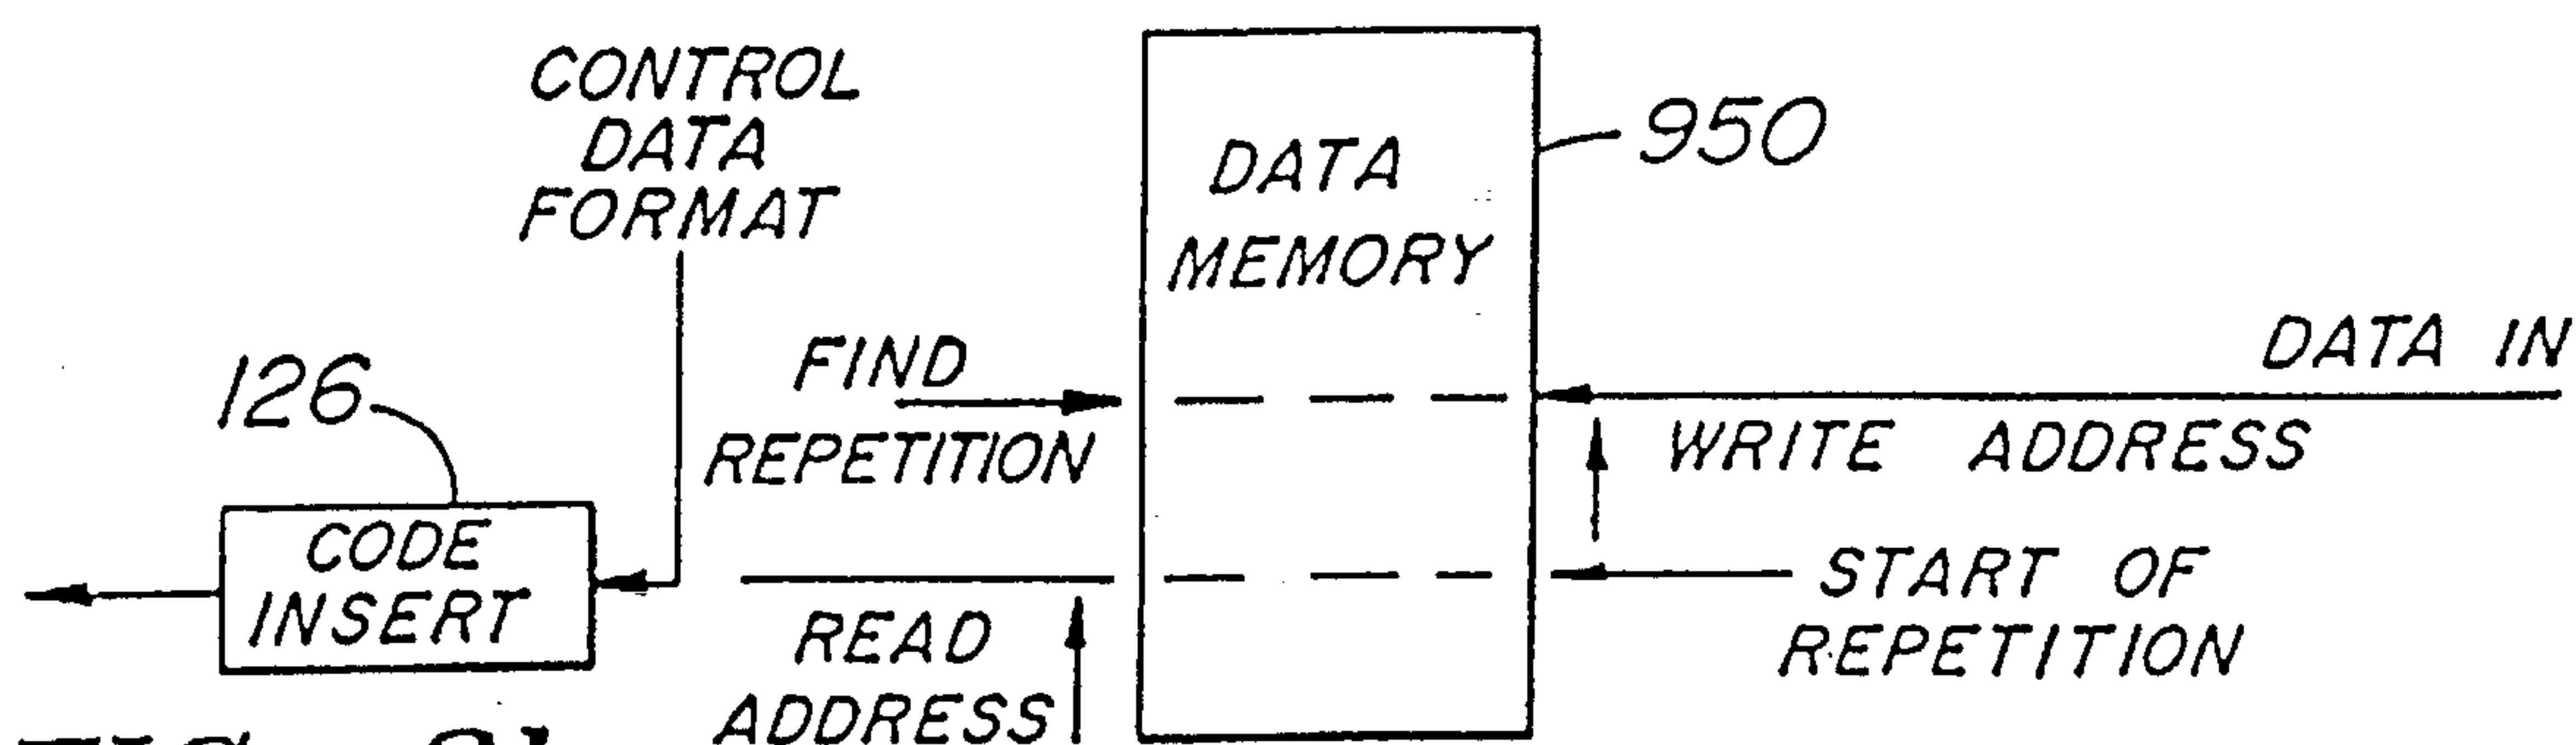 CONTROL
DATA
FORMAT
DATA
MEMORY
950
FIND
REPETITION
DATA IN
WRITE ADDRESS
126
CODE
INSERT
READ
ADDRESS
START OF
REPETITION